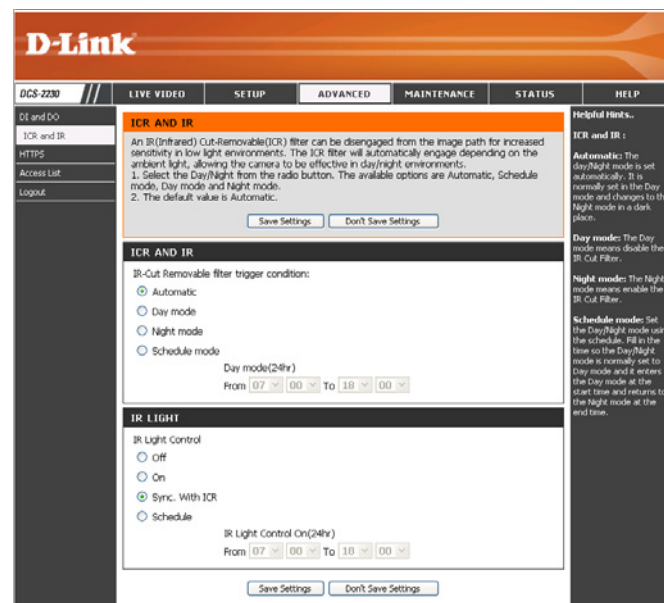 D-Link
DCS-2230
LIVE VIDEO SETUP ADVANCED MAINTENANCE STATUS HELP
DI and DO
ICR and IR
HTTPS
Access List
Logout
ICR AND IR
An IR(Infrared) Cut-Removable(ICR) filter can be disengaged from the image path for increased
sensitivity in low light environments. The ICR filter will automatically engage depending on the
ambient light, allowing the camera to be effective in day/night environments.
1. Select the Day/Night from the radio button. The available options are Automatic, Schedule
mode, Day mode and Night mode.
2. The default value is Automatic.
Save Settings Don't Save Settings
ICR AND IR
IR-Cut Removable filter trigger condition:
Automatic
Day mode
Night mode
Schedule mode
Day mode(24hr)
From 07 00 To 18 00
IR LIGHT
IR Light Control
Off
On
Sync. With ICR
Schedule
IR Light Control On(24hr)
From 07 00 To 18 00
Save Settings Don't Save Settings
Helpful Hints..
ICR and IR :
Automatic: The
day/Night mode is set
automatically. It is
normally set in the Day
mode and changes to th
Night mode in a dark
place.
Day mode: The Day
mode means disable the
IR Cut Filter.
Night mode: The Night
mode means enable the
IR Cut Filter.
Schedule mode: Set
the Day/Night mode usin
the schedule. Fill in the
time so the Day/Night
mode is normally set to
Day mode and it enters
the Day mode at the
start time and returns to
the Night mode at the
end time.